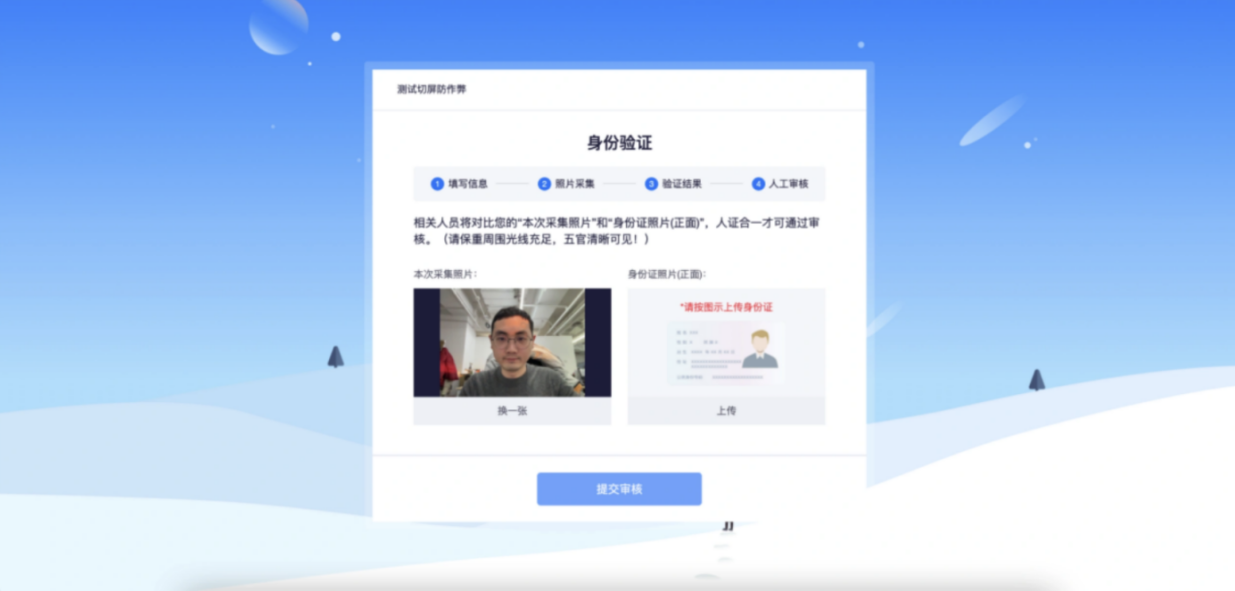 测试切屏防作弊
身份验证
1 填写信息 2 照片采集 3 验证结果 4 人工审核
相关人员将对比您的“本次采集照片”和“身份证照片(正面)”，人证合一才可通过审
核。（请保重周围光线充足，五官清晰可见！）
本次采集照片： 身份证照片(正面)：
*请按图示上传身份证
换一张 上传
提交审核